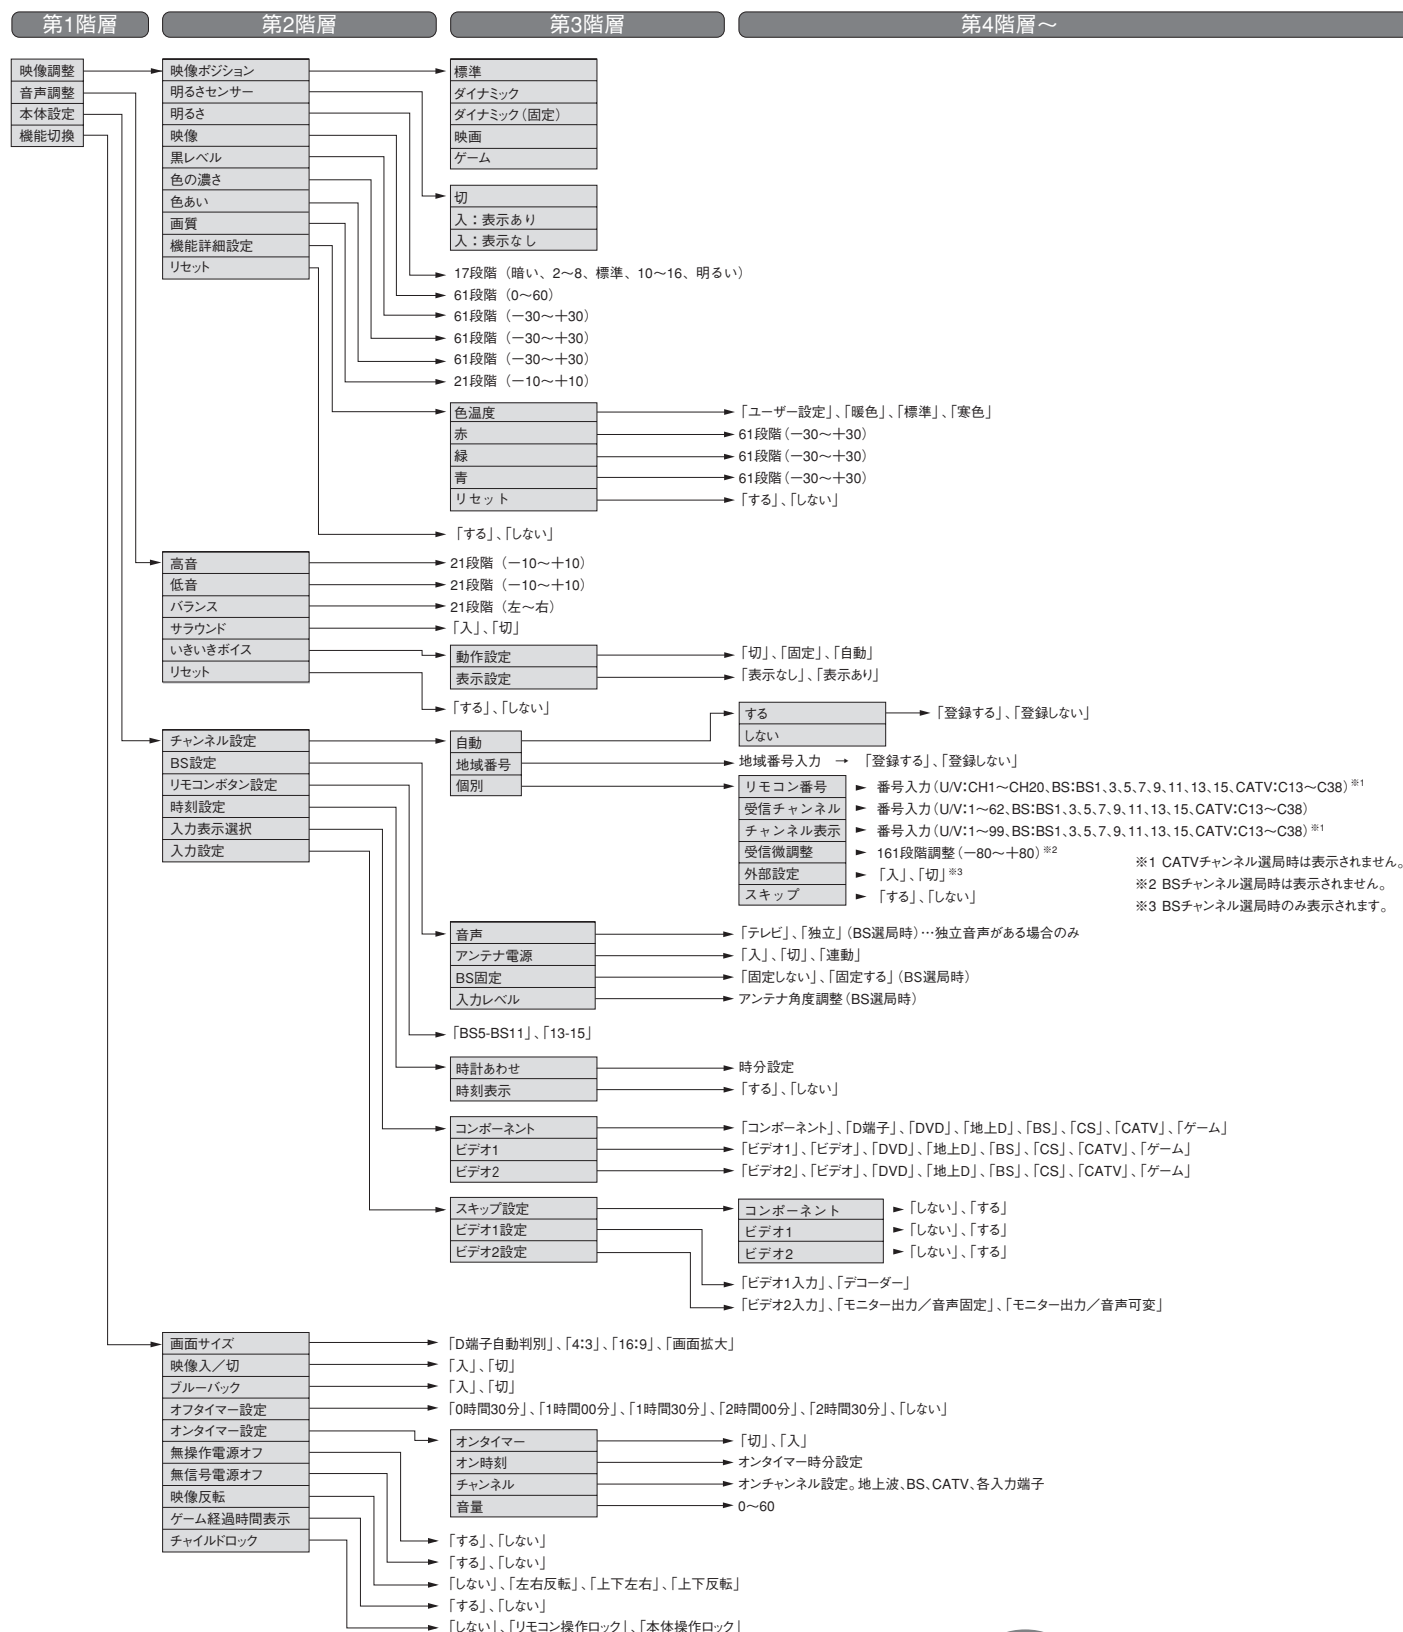 第1階層
第2階層
第3階層
第4階層～
映像調整
音声調整
本体設定
機能切換
映像ポジション
明るさセンサー
明るさ
映像
黒レベル
色の濃さ
色あい
画質
機能詳細設定
リセット
標準
ダイナミック
ダイナミック（固定）
映画
ゲーム
切
入：表示あり
入：表示なし
17段階（暗い、2～8、標準、10～16、明るい）
61段階（0～60）
61段階（－30～＋30）
61段階（－30～＋30）
61段階（－30～＋30）
21段階（－10～＋10）
色温度
赤
緑
青
リセット
「ユーザー設定」、「暖色」、「標準」、「寒色」
61段階（－30～＋30）
61段階（－30～＋30）
61段階（－30～＋30）
「する」、「しない」
「する」、「しない」
高音
低音
バランス
サラウンド
いきいきボイス
リセット
21段階（－10～＋10）
21段階（－10～＋10）
21段階（左～右）
「入」、「切」
動作設定
表示設定
「切」、「固定」、「自動」
「表示なし」、「表示あり」
「する」、「しない」
チャンネル設定
BS設定
リモコンボタン設定
時刻設定
入力表示選択
入力設定
自動
地域番号
個別
する
しない
「登録する」、「登録しない」
地域番号入力 → 「登録する」、「登録しない」
リモコン番号
受信チャンネル
チャンネル表示
受信微調整
外部設定
スキップ
番号入力（U/V：CH1～CH20、BS：BS1、3、5、7、9、11、13、15、CATV：C13～C38）※1
番号入力（U/V：1～62、BS：BS1、3、5、7、9、11、13、15、CATV：C13～C38）
番号入力（U/V：1～99、BS：BS1、3、5、7、9、11、13、15、CATV：C13～C38）※1
161段階調整（－80～＋80）※2
「入」、「切」※3
「する」、「しない」
※1 CATVチャンネル選局時は表示されません。
※2 BSチャンネル選局時は表示されません。
※3 BSチャンネル選局時のみ表示されます。
音声
アンテナ電源
BS固定
入力レベル
「テレビ」、「独立」（BS選局時）…独立音声がある場合のみ
「入」、「切」、「連動」
「固定しない」、「固定する」（BS選局時）
アンテナ角度調整（BS選局時）
「BS5-BS11」、「13-15」
時計あわせ
時刻表示
時分設定
「する」、「しない」
コンポーネント
ビデオ1
ビデオ2
「コンポーネント」、「D端子」、「DVD」、「地上D」、「BS」、「CS」、「CATV」、「ゲーム」
「ビデオ1」、「ビデオ」、「DVD」、「地上D」、「BS」、「CS」、「CATV」、「ゲーム」
「ビデオ2」、「ビデオ」、「DVD」、「地上D」、「BS」、「CS」、「CATV」、「ゲーム」
スキップ設定
ビデオ1設定
ビデオ2設定
コンポーネント
ビデオ1
ビデオ2
「しない」、「する」
「しない」、「する」
「しない」、「する」
「ビデオ1入力」、「デコーダー」
「ビデオ2入力」、「モニター出力／音声固定」、「モニター出力／音声可変」
画面サイズ
映像入／切
ブルーバック
オフタイマー設定
オンタイマー設定
無操作電源オフ
無信号電源オフ
映像反転
ゲーム経過時間表示
チャイルドロック
「D端子自動判別」、「4：3」、「16：9」、「画面拡大」
「入」、「切」
「入」、「切」
「0時間30分」、「1時間00分」、「1時間30分」、「2時間00分」、「2時間30分」、「しない」
オンタイマー
オン時刻
チャンネル
音量
「切」、「入」
オンタイマー時分設定
オンチャンネル設定。地上波、BS、CATV、各入力端子
0～60
「する」、「しない」
「する」、「しない」
「しない」、「左右反転」、「上下左右」、「上下反転」
「する」、「しない」
「しない」、「リモコン操作ロック」、「本体操作ロック」